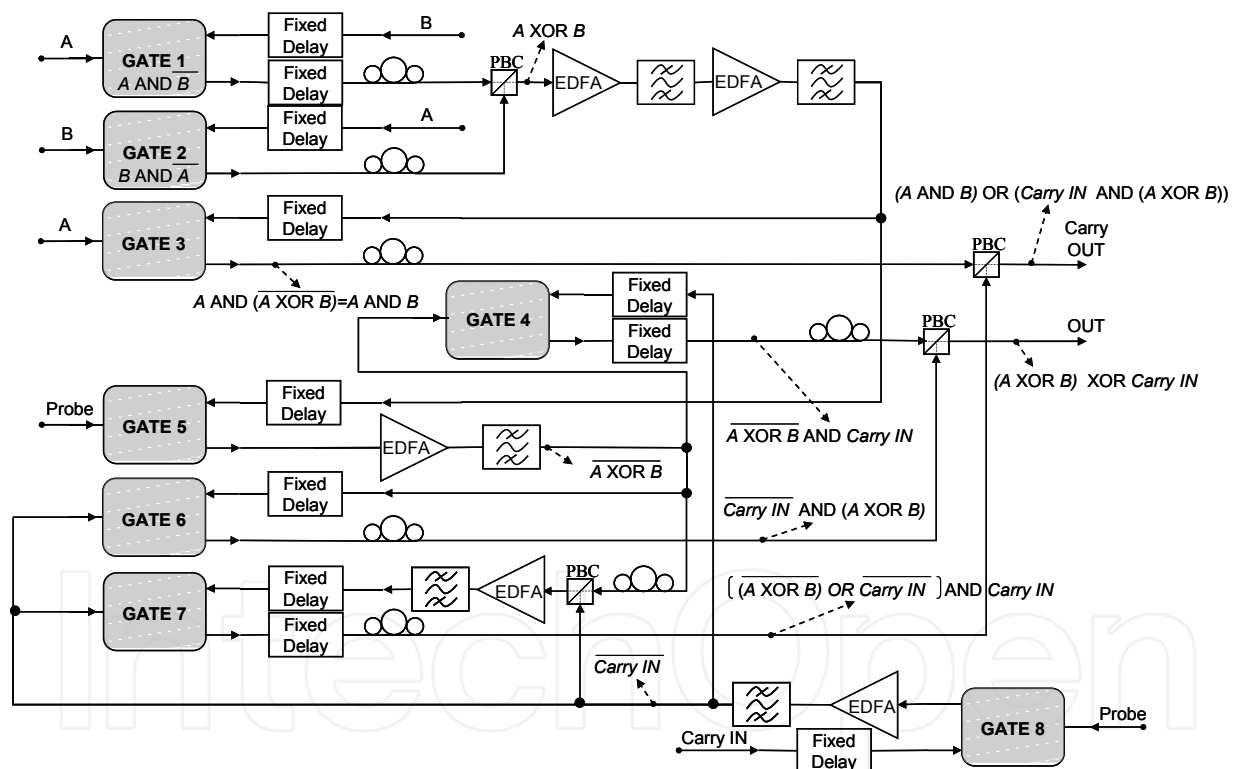 A
GATE 1
A AND B̅
Fixed
Delay
B
Fixed
Delay
PBC
A XOR B
EDFA
EDFA
B
GATE 2
B AND A̅
Fixed
Delay
A
A
GATE 3
Fixed
Delay
A AND (A XOR B)=A AND B
(A AND B) OR (Carry IN AND (A XOR B))
PBC
Carry
OUT
GATE 4
Fixed
Delay
Fixed
Delay
PBC
OUT
(A XOR B) XOR Carry IN
A XOR B AND Carry IN
Probe
GATE 5
Fixed
Delay
EDFA
A XOR B
GATE 6
Fixed
Delay
Carry IN AND (A XOR B)
GATE 7
Fixed
Delay
Fixed
Delay
EDFA
PBC
[ (A XOR B) OR Carry IN ] AND Carry IN
Carry IN
EDFA
GATE 8
Probe
Carry IN
Fixed
Delay
IntechOpen